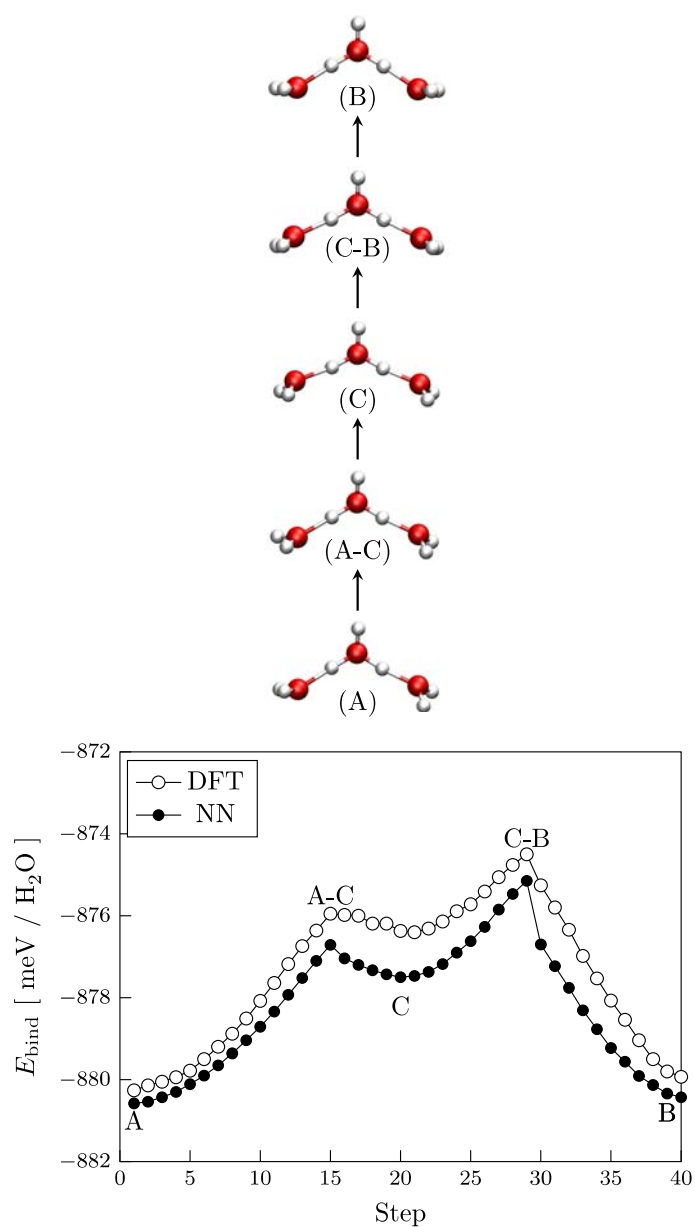 (B)
(C-B)
(C)
(A-C)
(A)
−872
−874
−876
−878
−880
−882
E_bind [ meV / H₂O ]
DFT
NN
A-C
C-B
C
A
B
0 5 10 15 20 25 30 35 40
Step